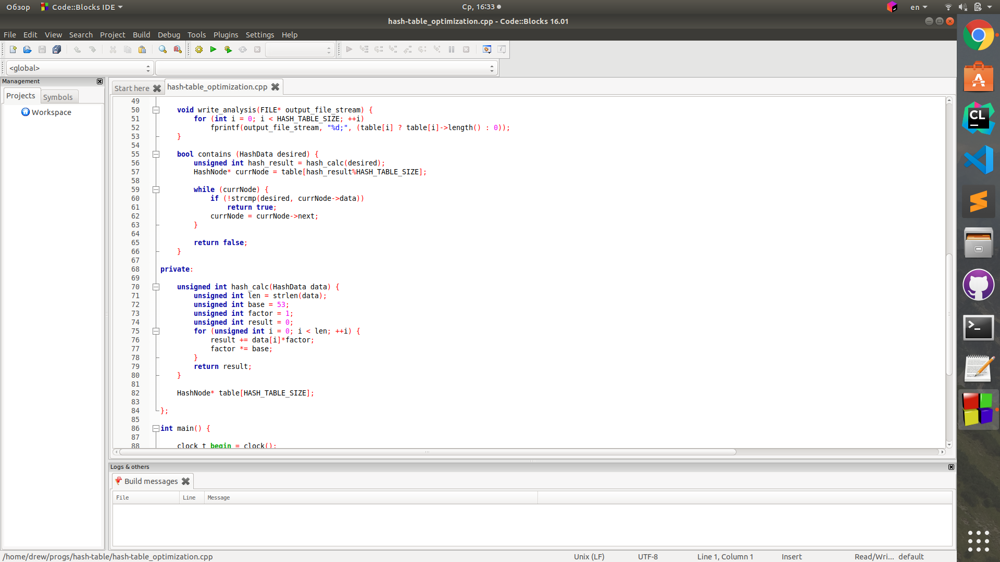 Обзор Code::Blocks IDE Ср, 16:33 en
hash-table_optimization.cpp - Code::Blocks 16.01
File Edit View Search Project Build Debug Tools Plugins Settings Help
<global>
Management
Projects Symbols
Workspace
Start here hash-table_optimization.cpp
49
50     void write_analysis(FILE* output_file_stream) {
51         for (int i = 0; i < HASH_TABLE_SIZE; ++i)
52             fprintf(output_file_stream, "%d;", (table[i] ? table[i]->length() : 0));
53     }
54
55     bool contains (HashData desired) {
56         unsigned int hash_result = hash_calc(desired);
57         HashNode* currNode = table[hash_result%HASH_TABLE_SIZE];
58
59         while (currNode) {
60             if (!strcmp(desired, currNode->data))
61                 return true;
62             currNode = currNode->next;
63         }
64
65         return false;
66     }
67
68 private:
69
70     unsigned int hash_calc(HashData data) {
71         unsigned int len = strlen(data);
72         unsigned int base = 53;
73         unsigned int factor = 1;
74         unsigned int result = 0;
75         for (unsigned int i = 0; i < len; ++i) {
76             result += data[i]*factor;
77             factor *= base;
78         }
79         return result;
80     }
81
82     HashNode* table[HASH_TABLE_SIZE];
83
84 };
85
86 int main() {
87
88     clock_t begin = clock();
Logs & others
Build messages
File Line Message
/home/drew/progs/hash-table/hash-table_optimization.cpp Unix (LF) UTF-8 Line 1, Column 1 Insert Read/Wri... default
CL
>_